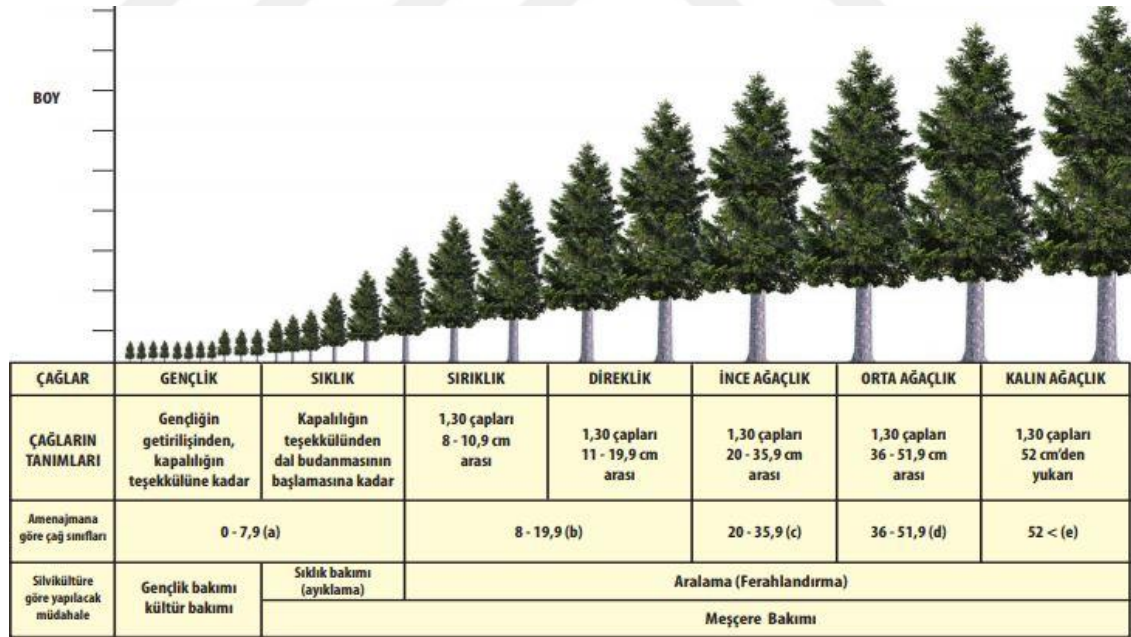 BOY
ÇAĞLAR GENÇLİK SIKLIK SIRIKLIK DİREKLİK İNCE AĞAÇLIK ORTA AĞAÇLIK KALIN AĞAÇLIK
ÇAĞLARIN
TANIMLARI
Gençliğin
getirilişinden,
kapalılığın
teşekkülüne kadar
Kapalılığın
teşekkülünden
dal budanmasının
başlamasına kadar
1,30 çapları
8 - 10,9 cm
arası
1,30 çapları
11 - 19,9 cm
arası
1,30 çapları
20 - 35,9 cm
arası
1,30 çapları
36 - 51,9 cm
arası
1,30 çapları
52 cm'den
yukarı
Amenajmana
göre çağ sınıfları
0 - 7,9 (a)
8 - 19,9 (b)
20 - 35,9 (c)
36 - 51,9 (d)
52 < (e)
Silvikültüre
göre yapılacak
müdahale
Gençlik bakımı
kültür bakımı
Sıklık bakımı
(ayıklama)
Aralama (Ferahlandırma)
Meşçere Bakımı